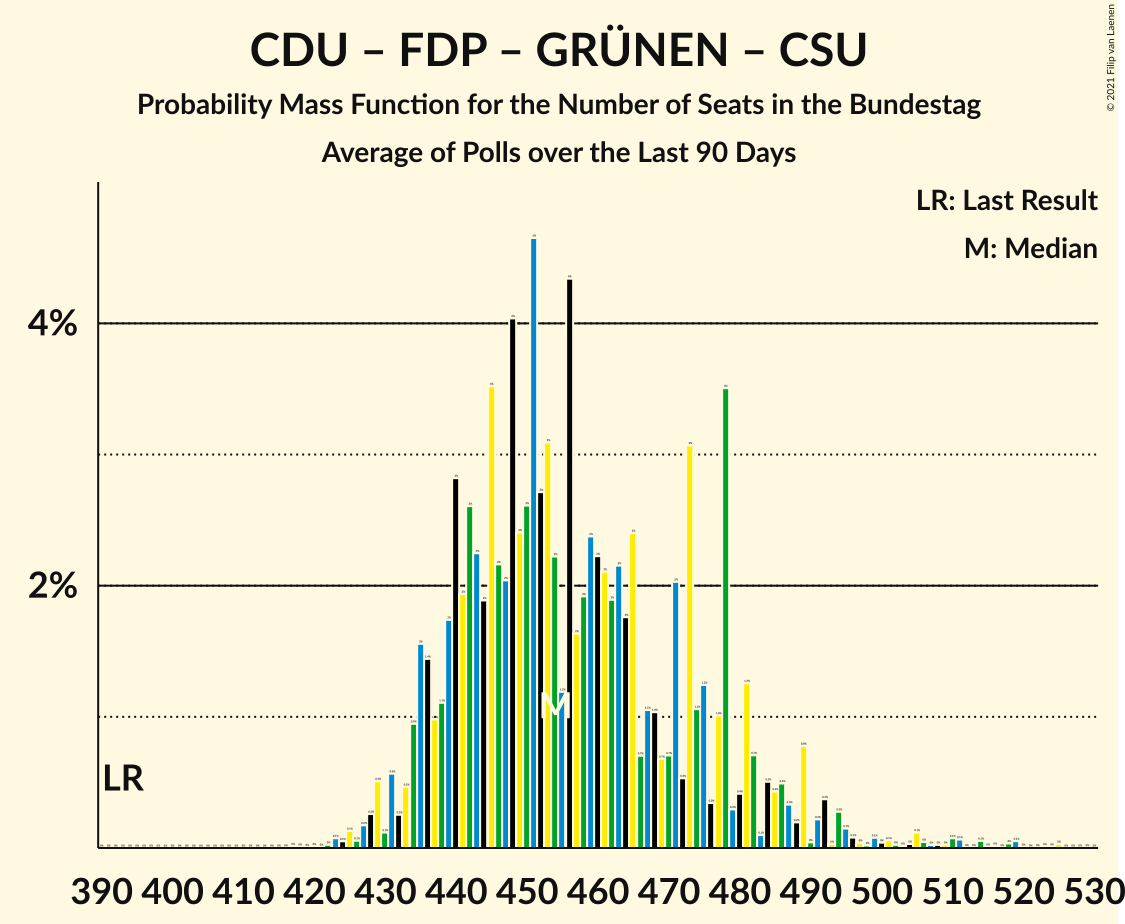 CDU – FDP – GRÜNEN – CSU
Probability Mass Function for the Number of Seats in the Bundestag
Average of Polls over the Last 90 Days
© 2021 Filip van Laenen
LR: Last Result
M: Median
4%
2%
M
LR
390 400 410 420 430 440 450 460 470 480 490 500 510 520 530